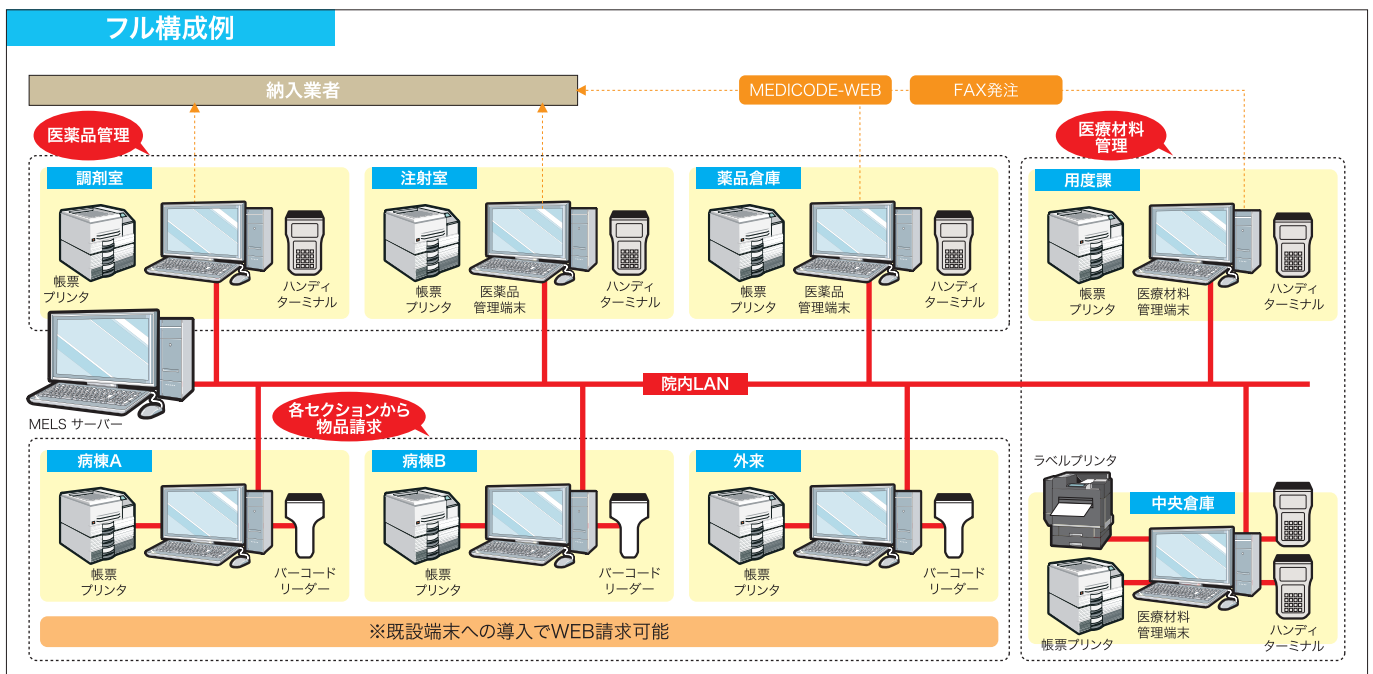 フル構成例
納入業者
MEDICODE-WEB
FAX発注
医薬品管理
医療材料
管理
調剤室
帳票
プリンタ
ハンディ
ターミナル
注射室
帳票
プリンタ
医薬品
管理端末
ハンディ
ターミナル
薬品倉庫
帳票
プリンタ
医薬品
管理端末
ハンディ
ターミナル
用度課
帳票
プリンタ
医療材料
管理端末
ハンディ
ターミナル
MELS サーバー
院内LAN
各セクションから
物品請求
病棟A
帳票
プリンタ
バーコード
リーダー
病棟B
帳票
プリンタ
バーコード
リーダー
外来
帳票
プリンタ
バーコード
リーダー
※既設端末への導入でWEB請求可能
ラベルプリンタ
中央倉庫
帳票プリンタ
医療材料
管理端末
ハンディ
ターミナル